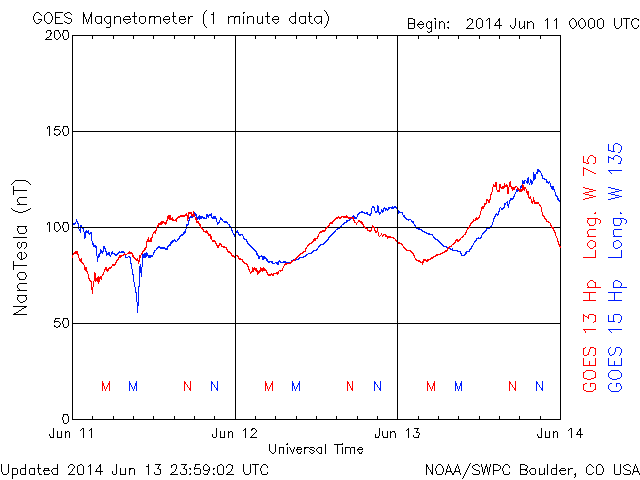 GOES Magnetometer (1 minute data)
Begin: 2014 Jun 11 0000 UTC
200
150
100
50
0
NanoTesla (nT)
M M N N M M N N M M N N
Jun 11 Jun 12 Jun 13 Jun 14
Universal Time
GOES 13 Hp Long. W 75
GOES 15 Hp Long. W 135
Updated 2014 Jun 13 23:59:02 UTC
NOAA/SWPC Boulder, CO USA